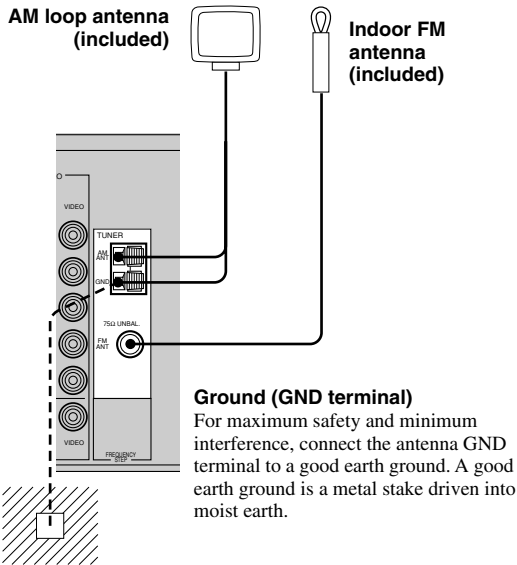 AM loop antenna
(included)
Indoor FM
antenna
(included)
O
VIDEO
TUNER
AM
ANT
GND
75Ω UNBAL.
FM
ANT
VIDEO
FREQUENCY
STEP
Ground (GND terminal)
For maximum safety and minimum
interference, connect the antenna GND
terminal to a good earth ground. A good
earth ground is a metal stake driven into
moist earth.